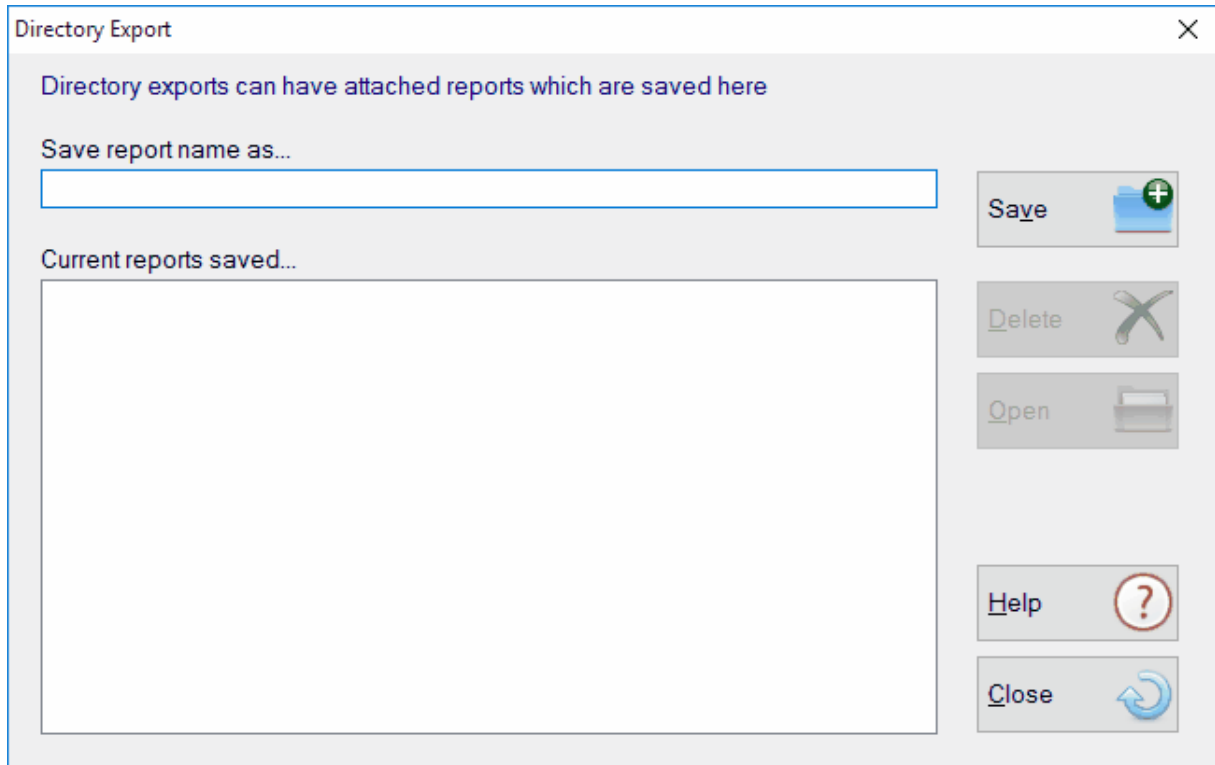 Directory Export
Directory exports can have attached reports which are saved here
Save report name as...
Save
Current reports saved...
Delete
Open
Help
Close